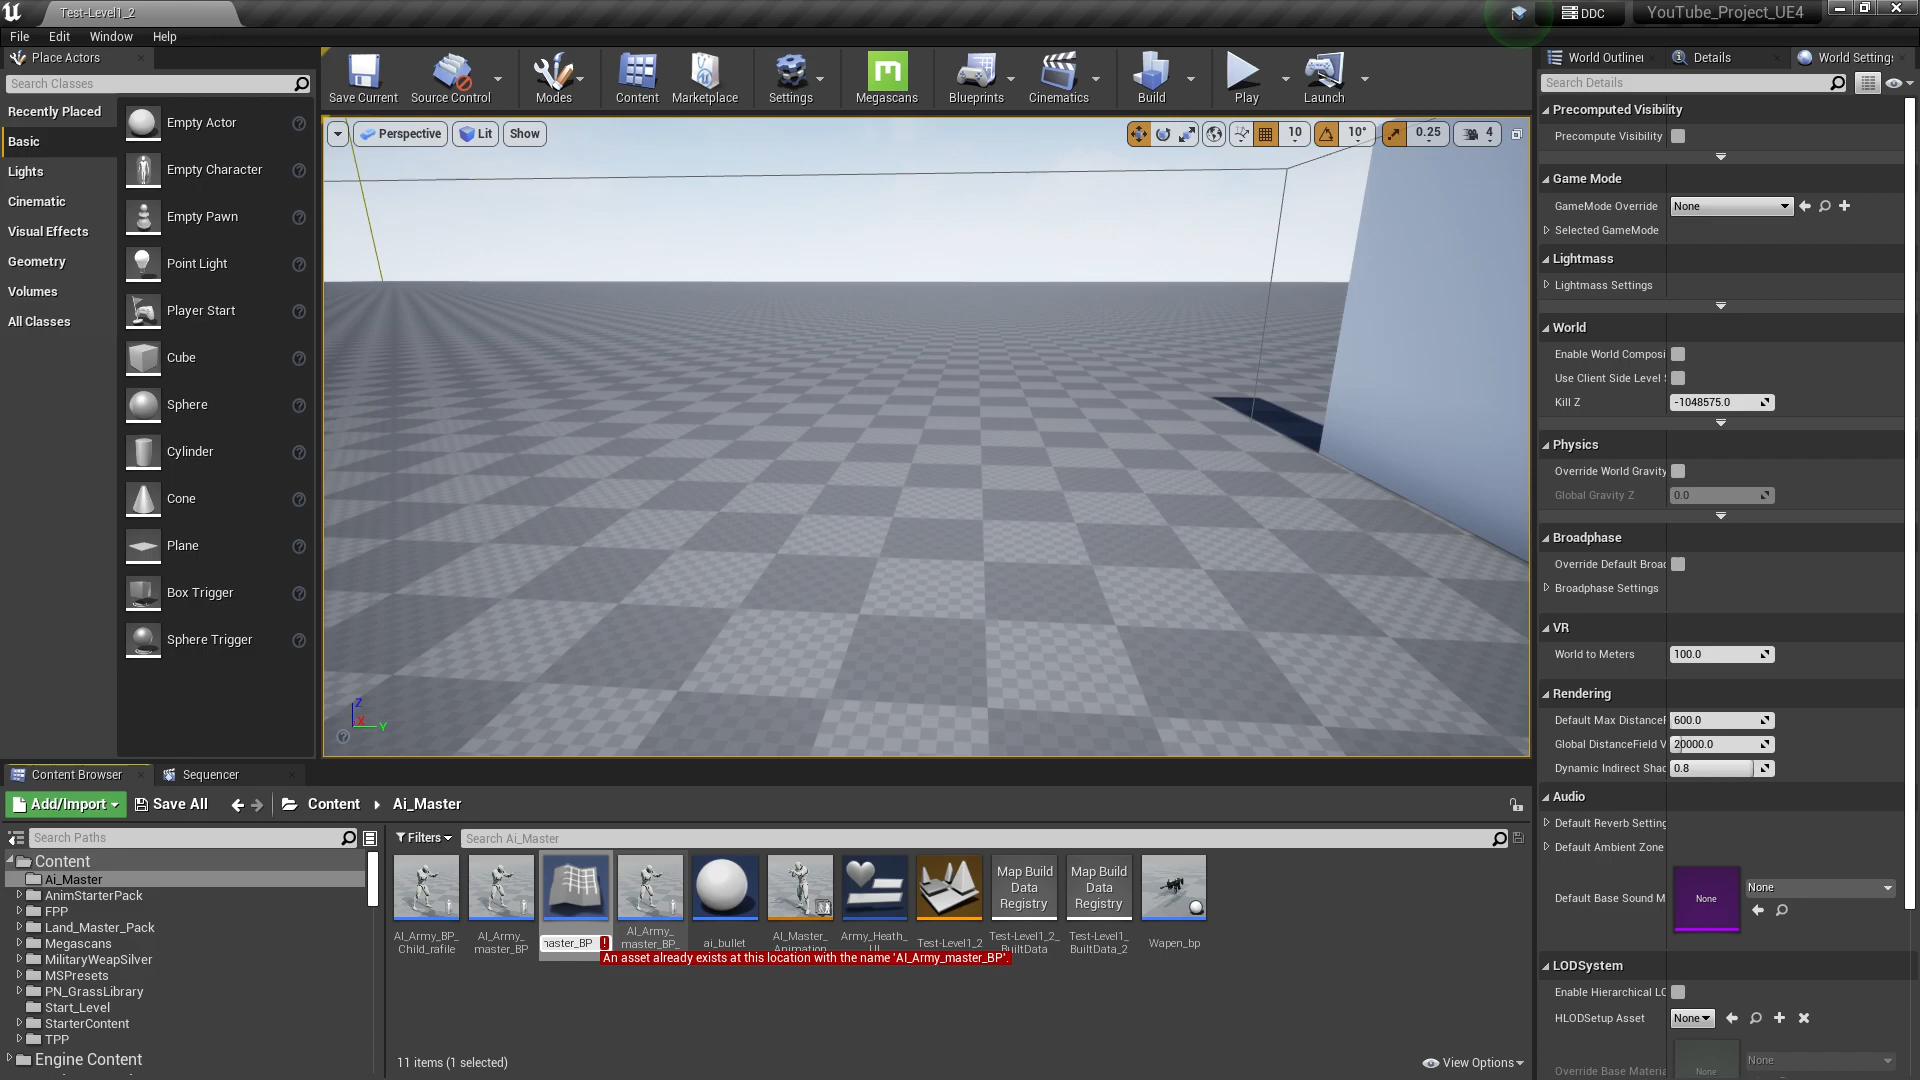 Test-Level1_2
DDC
YouTube_Project_UE4
File Edit Window Help
Place Actors
Search Classes
Recently Placed
Basic
Lights
Cinematic
Visual Effects
Geometry
Volumes
All Classes
Empty Actor
Empty Character
Empty Pawn
Point Light
Player Start
Cube
Sphere
Cylinder
Cone
Plane
Box Trigger
Sphere Trigger
Save Current
Source Control
Modes
Content
Marketplace
Settings
Megascans
Blueprints
Cinematics
Build
Play
Launch
Perspective
Lit
Show
10
10°
0.25
4
Z
X
Y
World Outliner
Details
World Settings
Search Details
Precomputed Visibility
Precompute Visibility
Game Mode
GameMode Override None
Selected GameMode
Lightmass
Lightmass Settings
World
Enable World Composi
Use Client Side Level S
Kill Z -1048575.0
Physics
Override World Gravity
Global Gravity Z 0.0
Broadphase
Override Default Broad
Broadphase Settings
VR
World to Meters 100.0
Rendering
Default Max DistanceF 600.0
Global DistanceField V 20000.0
Dynamic Indirect Shad 0.8
Audio
Default Reverb Setting
Default Ambient Zone
Default Base Sound M None None
LODSystem
Enable Hierarchical LO
HLODSetup Asset None
Override Base Materia None None
Content Browser
Sequencer
Add/Import
Save All
Content
Ai_Master
Search Paths
Filters
Search Ai_Master
Content
Ai_Master
AnimStarterPack
FPP
Land_Master_Pack
Megascans
MilitaryWeapSilver
MSPresets
PN_GrassLibrary
Start_Level
StarterContent
TPP
Engine Content
Map Build
Data
Registry
Map Build
Data
Registry
AI_Army_BP_
Child_rafile
AI_Army_
master_BP
master_BP
AI_Army_
master_BP_
ai_bullet
AI_Master_
Animation
Army_Heath_
UI
Test-Level1_2
Test-Level1_2_
BuiltData
Test-Level1_
BuiltData_2
Wapen_bp
An asset already exists at this location with the name 'AI_Army_master_BP'.
11 items (1 selected)
View Options